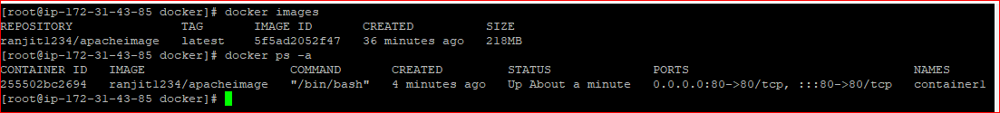 [root@ip-172-31-43-85 docker]# docker images
REPOSITORY TAG IMAGE ID CREATED SIZE
ranjit1234/apacheimage latest 5f5ad2052f47 36 minutes ago 218MB
[root@ip-172-31-43-85 docker]# docker ps -a
CONTAINER ID IMAGE COMMAND CREATED STATUS PORTS NAMES
255502bc2694 ranjit1234/apacheimage "/bin/bash" 4 minutes ago Up About a minute 0.0.0.0:80->80/tcp, :::80->80/tcp container1
[root@ip-172-31-43-85 docker]#